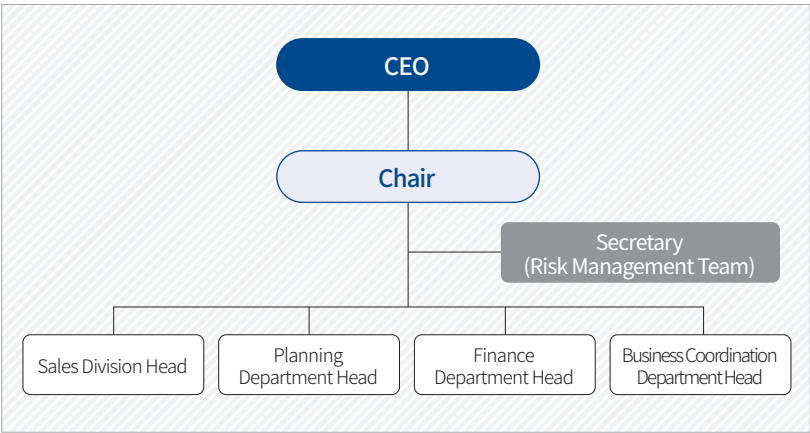 CEO
Chair
Secretary
(Risk Management Team)
Sales Division Head
Planning
Department Head
Finance
Department Head
Business Coordination
Department Head